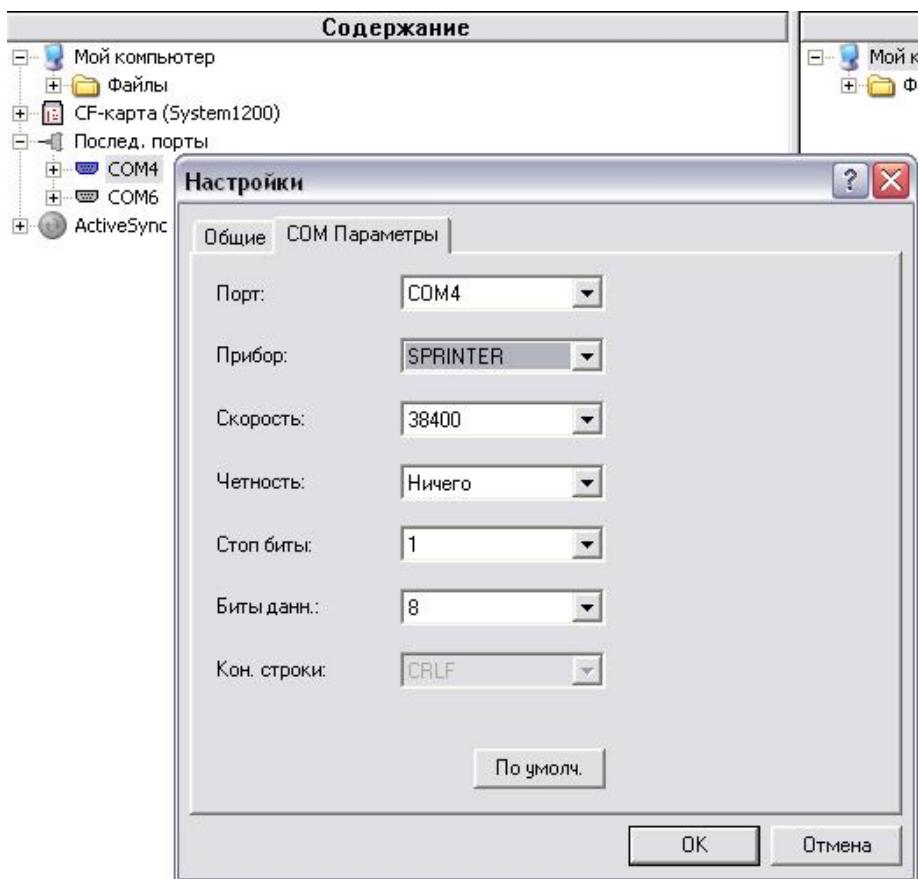 Содержание
Мой компьютер
Файлы
CF-карта (System1200)
Послед. порты
COM4
COM6
ActiveSync
Мой к
Ф
Настройки
Общие
COM Параметры
Порт: COM4
Прибор: SPRINTER
Скорость: 38400
Четность: Ничего
Стоп биты: 1
Биты данн.: 8
Кон. строки: CRLF
По умолч.
OK
Отмена